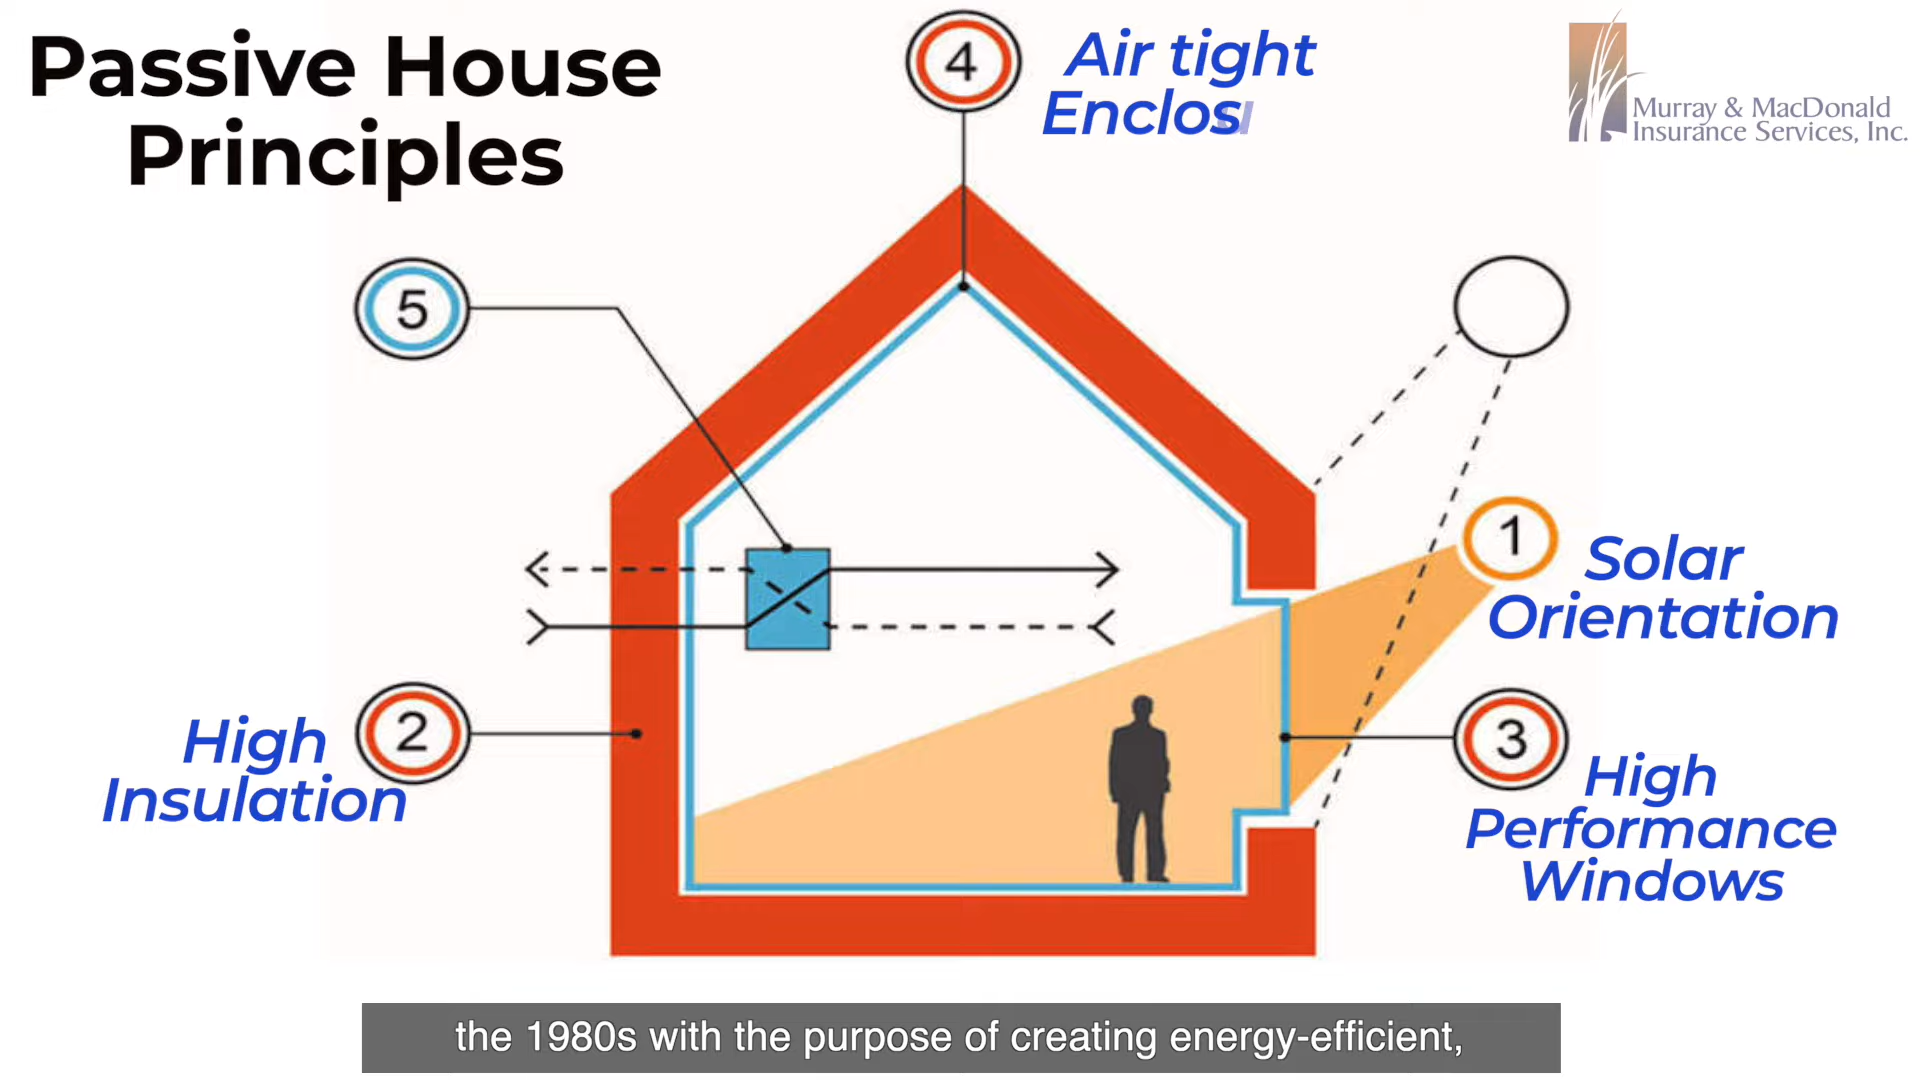 Passive House
Principles
4
Air tight
Enclosu
Murray & MacDonald
Insurance Services, Inc.
5
1
Solar
Orientation
2
High
Insulation
3
High
Performance
Windows
the 1980s with the purpose of creating energy-efficient,